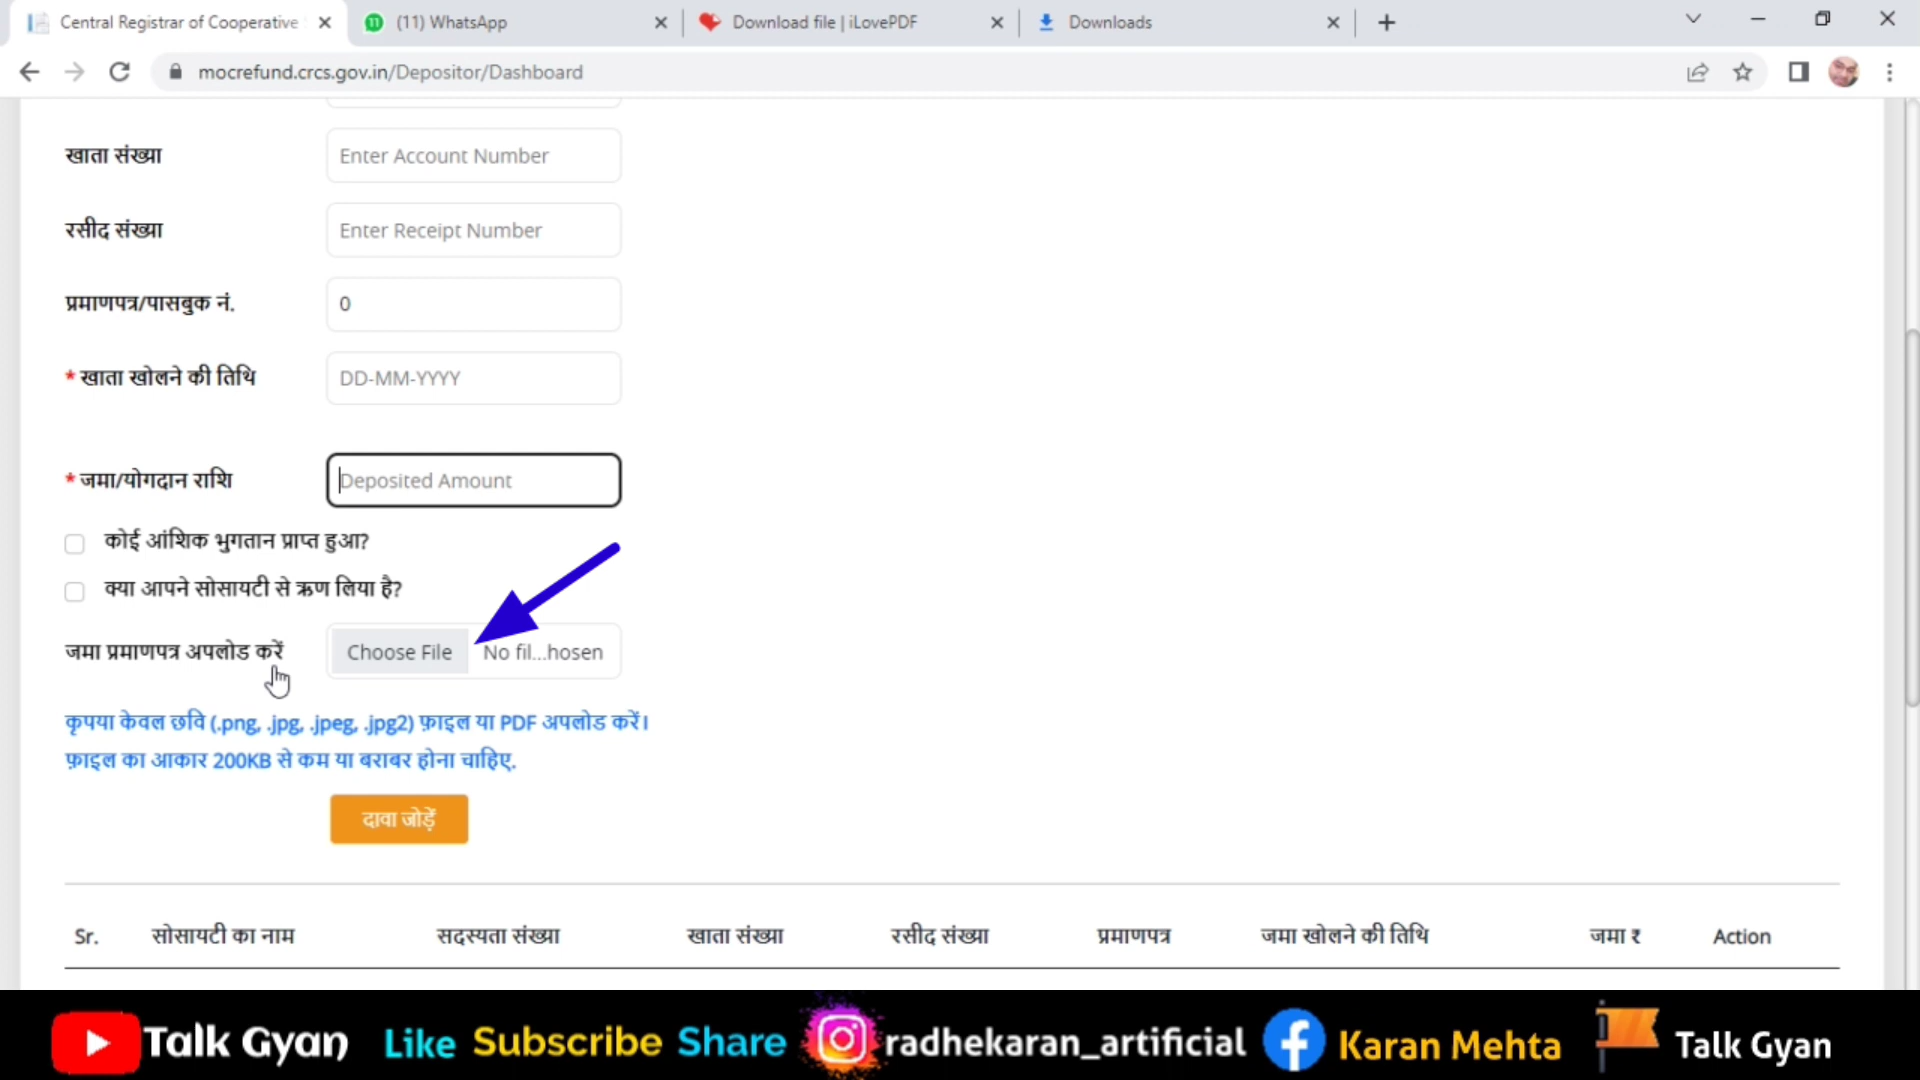 Central Registrar of Cooperative
(11) WhatsApp
Download file | iLovePDF
Downloads
mocrefund.crcs.gov.in/Depositor/Dashboard
खाता संख्या
Enter Account Number
रसीद संख्या
Enter Receipt Number
प्रमाणपत्र/पासबुक नं.
0
* खाता खोलने की तिथि
DD-MM-YYYY
* जमा/योगदान राशि
Deposited Amount
कोई आंशिक भुगतान प्राप्त हुआ?
क्या आपने सोसायटी से ऋण लिया है?
जमा प्रमाणपत्र अपलोड करें
Choose File
No fil...hosen
कृपया केवल छवि (.png, .jpg, .jpeg, .jpg2) फ़ाइल या PDF अपलोड करें।
फ़ाइल का आकार 200KB से कम या बराबर होना चाहिए.
दावा जोड़ें
Sr. सोसायटी का नाम सदस्यता संख्या खाता संख्या रसीद संख्या प्रमाणपत्र जमा खोलने की तिथि जमा ₹ Action
Talk Gyan Like Subscribe Share radhekaran_artificial Karan Mehta Talk Gyan